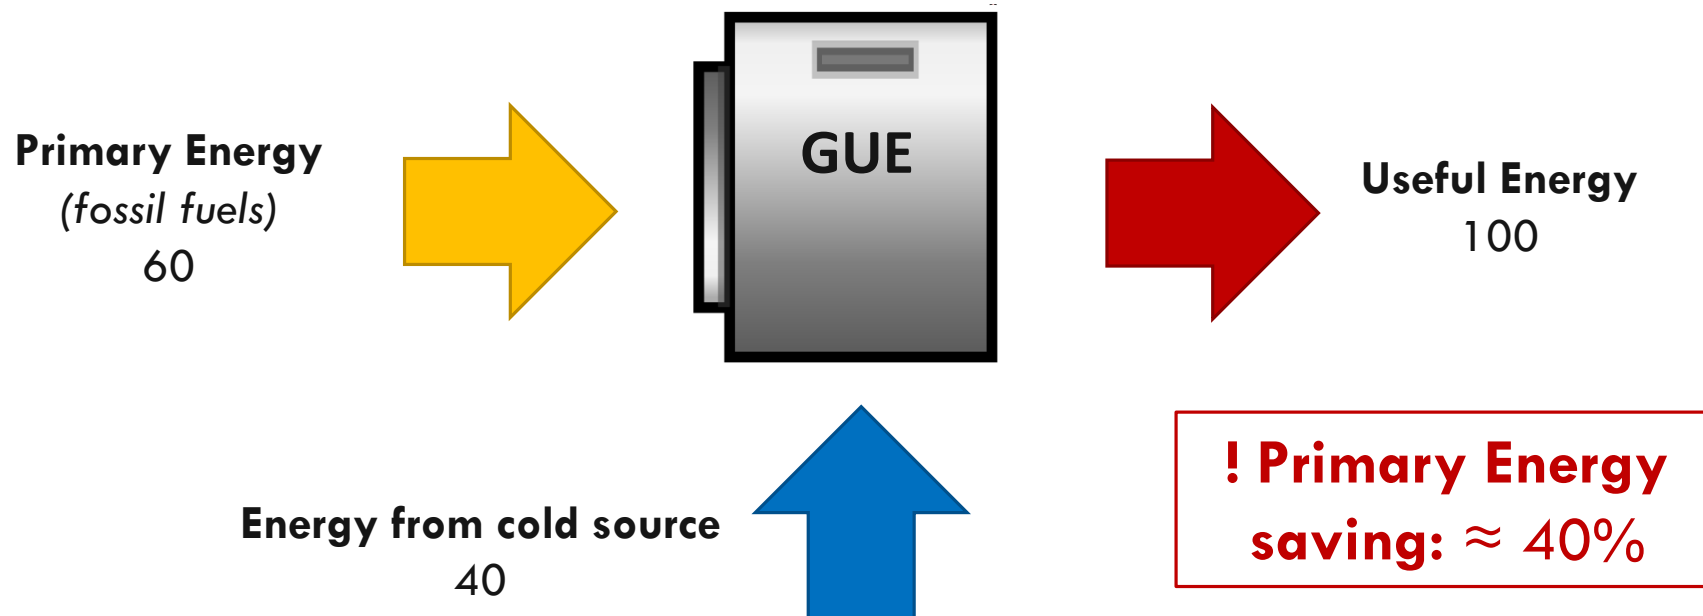 Primary Energy
(fossil fuels)
60
GUE
Useful Energy
100
Energy from cold source
40
! Primary Energy
saving: ≈ 40%